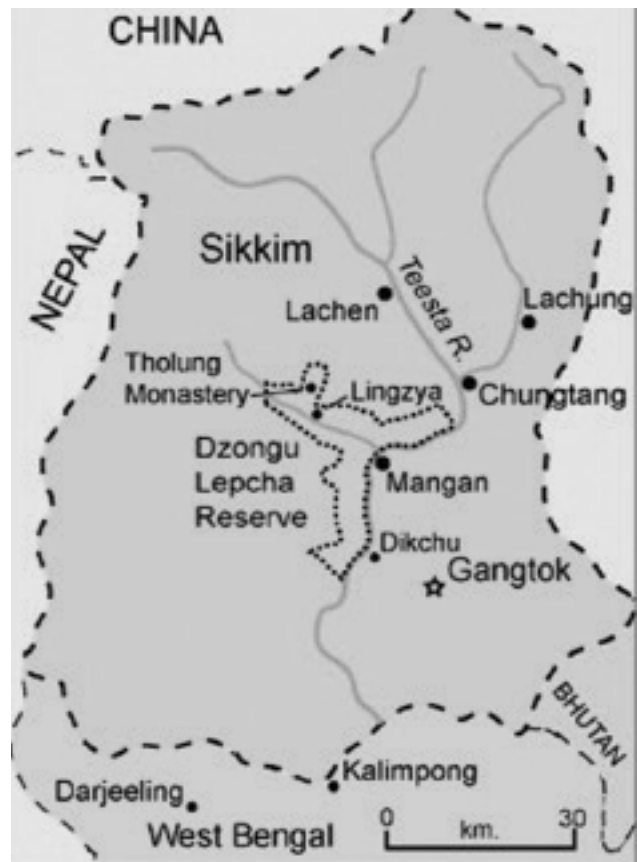 CHINA
NEPAL
Sikkim
Teesta R.
Lachen
Lachung
Tholung
Monastery
Lingzya
Chungtang
Dzongu
Lepcha
Reserve
Mangan
Dikchu
Gangtok
BHUTAN
Kalimpong
Darjeeling
0 30
km.
West Bengal